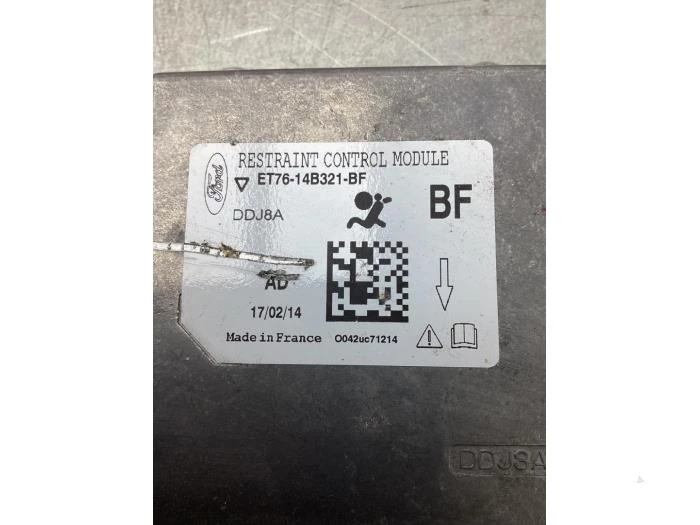 Ford
RESTRAINT CONTROL MODULE
ET76-14B321-BF
DDJ8A
BF
AD
17/02/14
Made in France
O042uc71214
DDJ8A